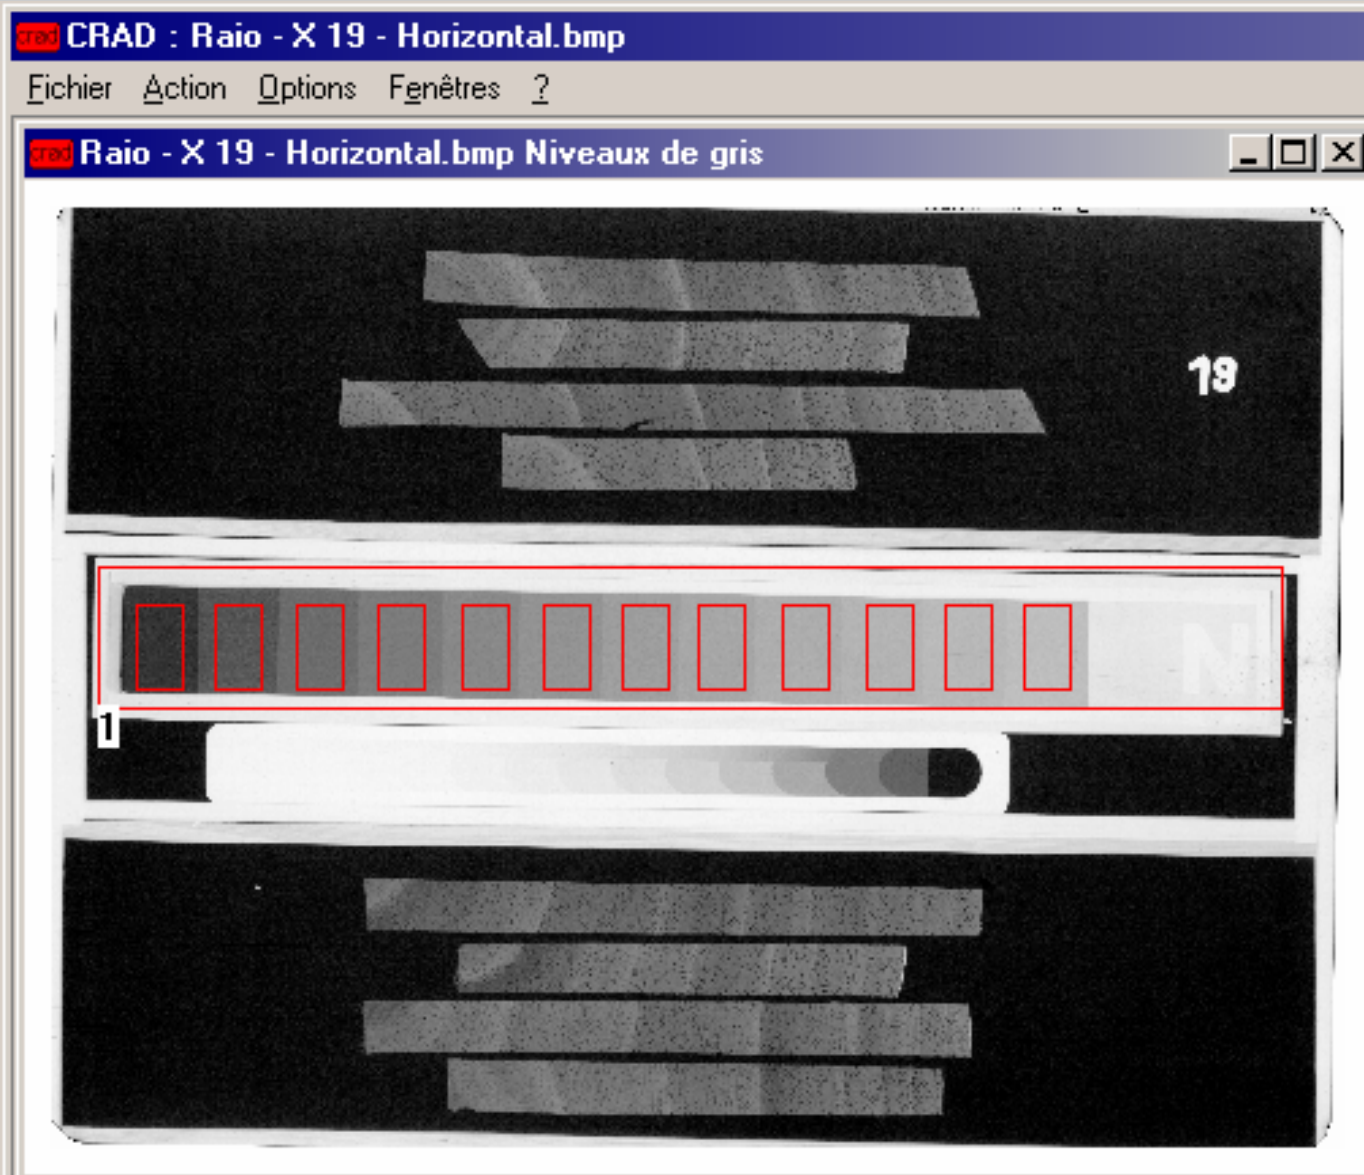 crad CRAD : Raio - X 19 - Horizontal.bmp
Fichier Action Options Fenêtres ?
crad Raio - X 19 - Horizontal.bmp Niveaux de gris
19
N
1